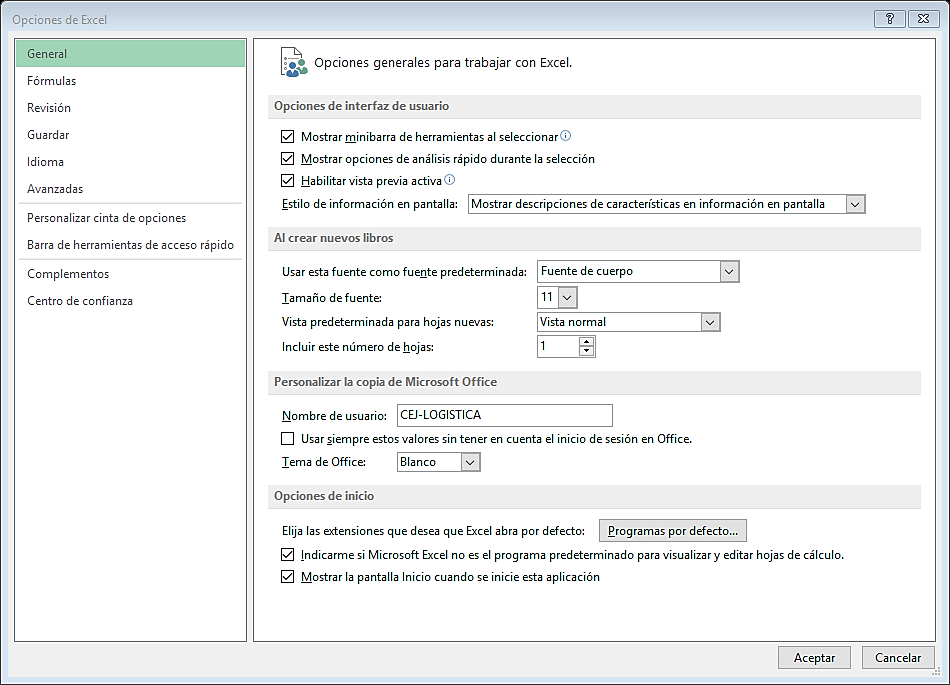 Opciones de Excel
General
Fórmulas
Revisión
Guardar
Idioma
Avanzadas
Personalizar cinta de opciones
Barra de herramientas de acceso rápido
Complementos
Centro de confianza
Opciones generales para trabajar con Excel.
Opciones de interfaz de usuario
Mostrar minibarra de herramientas al seleccionar
Mostrar opciones de análisis rápido durante la selección
Habilitar vista previa activa
Estilo de información en pantalla: Mostrar descripciones de características en información en pantalla
Al crear nuevos libros
Usar esta fuente como fuente predeterminada: Fuente de cuerpo
Tamaño de fuente: 11
Vista predeterminada para hojas nuevas: Vista normal
Incluir este número de hojas: 1
Personalizar la copia de Microsoft Office
Nombre de usuario: CEJ-LOGISTICA
Usar siempre estos valores sin tener en cuenta el inicio de sesión en Office.
Tema de Office: Blanco
Opciones de inicio
Elija las extensiones que desea que Excel abra por defecto: Programas por defecto...
Indicarme si Microsoft Excel no es el programa predeterminado para visualizar y editar hojas de cálculo.
Mostrar la pantalla Inicio cuando se inicie esta aplicación
Aceptar Cancelar